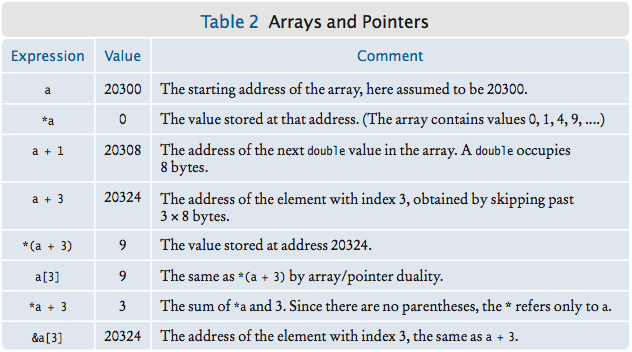 Table 2 Arrays and Pointers
Expression Value Comment
a 20300 The starting address of the array, here assumed to be 20300.
*a 0 The value stored at that address. (The array contains values 0, 1, 4, 9, ....)
a + 1 20308 The address of the next double value in the array. A double occupies
8 bytes.
a + 3 20324 The address of the element with index 3, obtained by skipping past
3 × 8 bytes.
*(a + 3) 9 The value stored at address 20324.
a[3] 9 The same as *(a + 3) by array/pointer duality.
*a + 3 3 The sum of *a and 3. Since there are no parentheses, the * refers only to a.
&a[3] 20324 The address of the element with index 3, the same as a + 3.